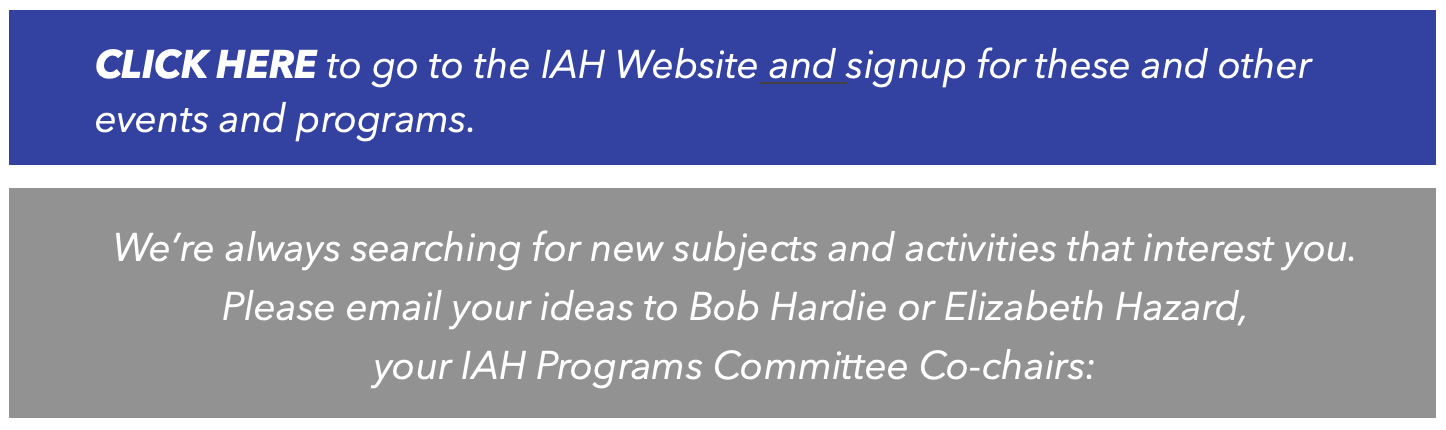 CLICK HERE to go to the IAH Website and signup for these and other
events and programs.
We’re always searching for new subjects and activities that interest you.
Please email your ideas to Bob Hardie or Elizabeth Hazard,
your IAH Programs Committee Co-chairs: